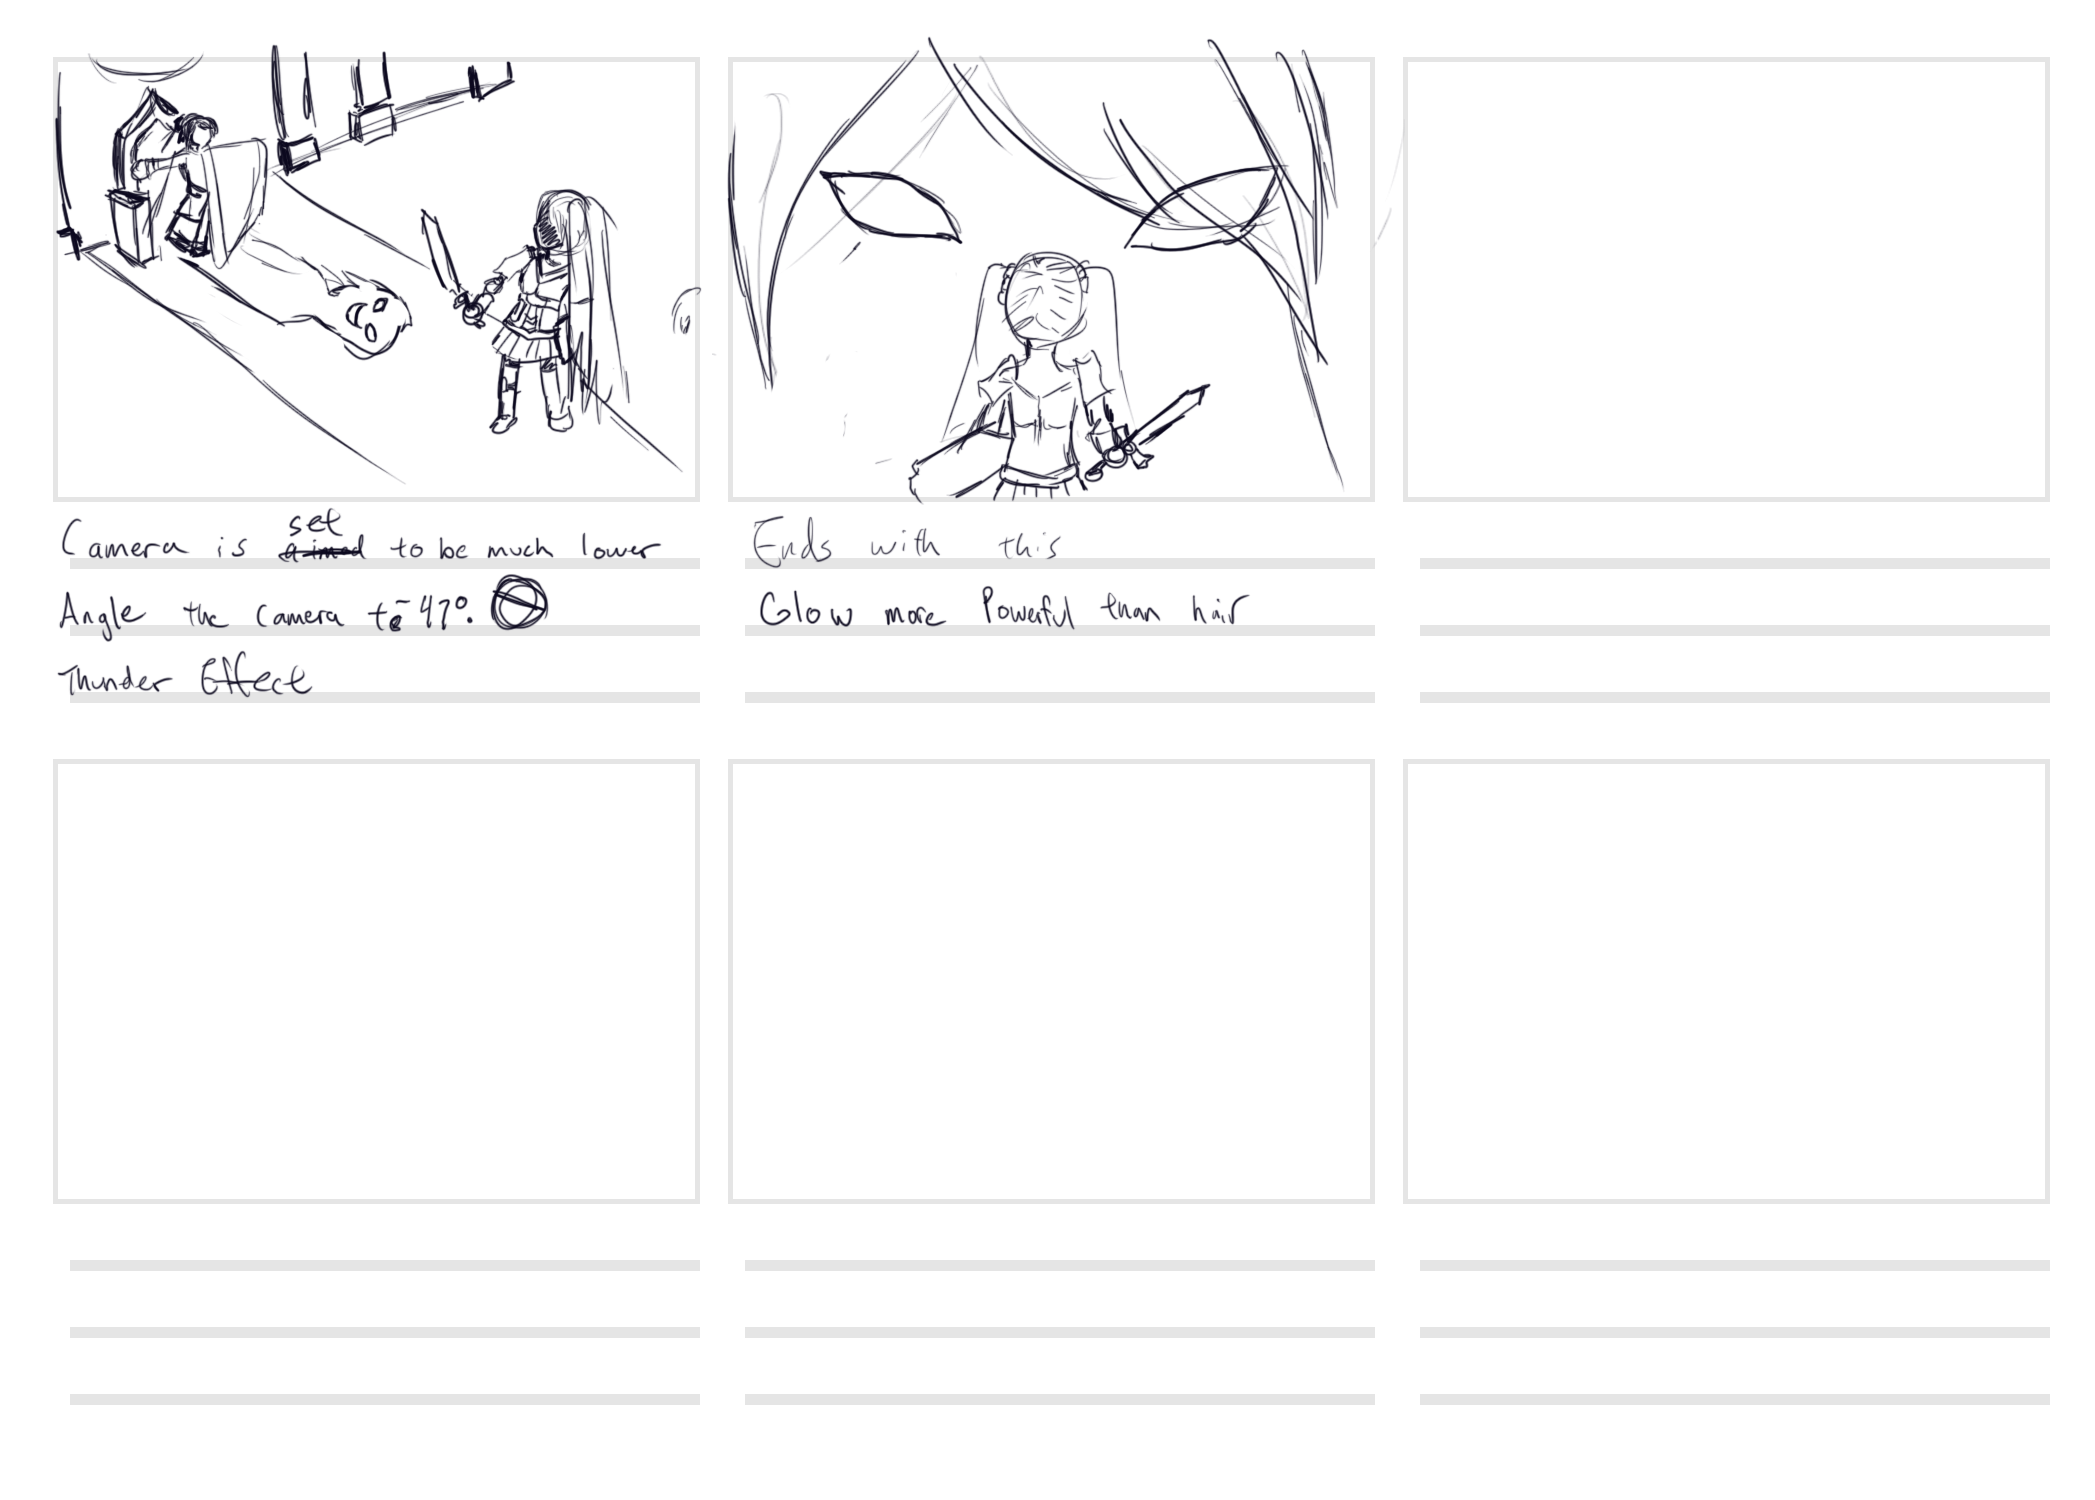 Camera is set to be much lower
Angle the camera to -47°.
Thunder Effect
Ends with this
Glow more Powerful than hair